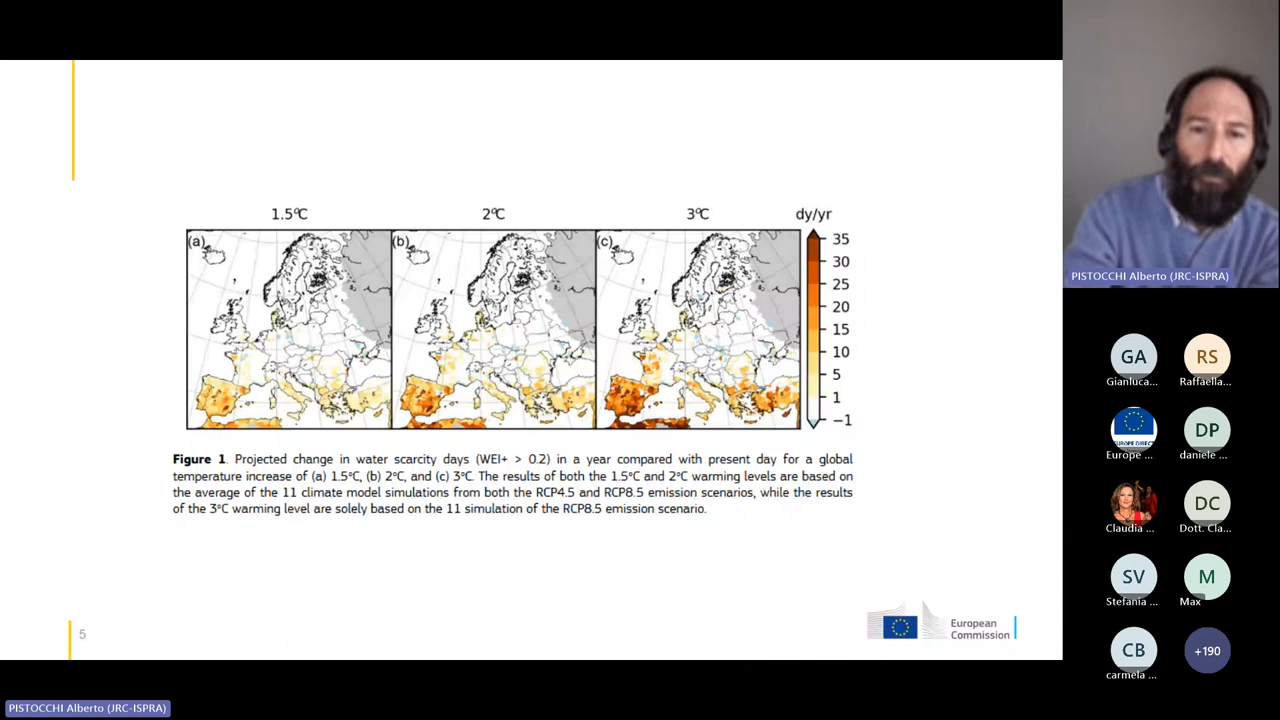 1.5℃ 2℃ 3℃ dy/yr
(a) (b) (c)
35
30
25
20
15
10
5
1
−1
Figure 1. Projected change in water scarcity days (WEI+ > 0.2) in a year compared with present day for a global
temperature increase of (a) 1.5°C, (b) 2°C, and (c) 3°C. The results of both the 1.5°C and 2°C warming levels are based on
the average of the 11 climate model simulations from both the RCP4.5 and RCP8.5 emission scenarios, while the results
of the 3°C warming level are solely based on the 11 simulation of the RCP8.5 emission scenario.
5
European
Commission
PISTOCCHI Alberto (JRC-ISPRA)
GA RS
Gianluca... Raffaella...
EUROPE DIRECT DP
Europe ... daniele ...
DC
Claudia ... Dott. Cla...
SV M
Stefania ... Max
CB +190
carmela ...
PISTOCCHI Alberto (JRC-ISPRA)